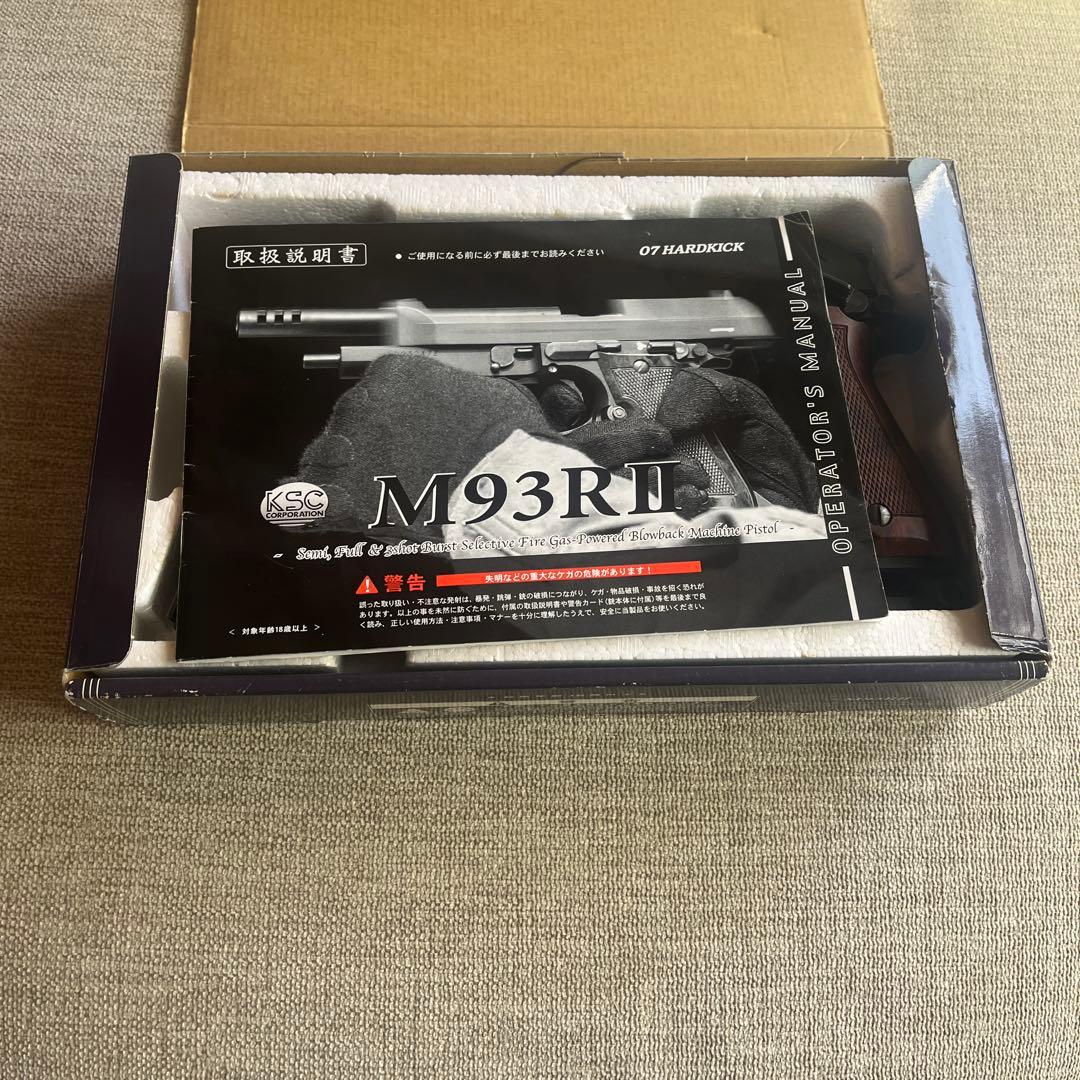 取扱説明書
● ご使用になる前に必ず最後までお読みください
07 HARDKICK
OPERATOR'S MANUAL
KSC
CORPORATION
M93RII
- Semi, Full & 3shot Burst Selective Fire Gas-Powered Blowback Machine Pistol -
警告
失明などの重大なケガの危険があります！
誤った取り扱い・不注意な発射は、暴発・跳弾・銃の破損につながり、ケガ・物品破損・事故を招く恐れが
あります。以上の事を未然に防ぐために、付属の取扱説明書や警告カード(銃本体に付属)等を最後まで良
く読み、正しい使用方法・注意事項・マナーを十分に理解したうえで、安全に当製品をお使いください。
＜ 対象年齢18歳以上 ＞